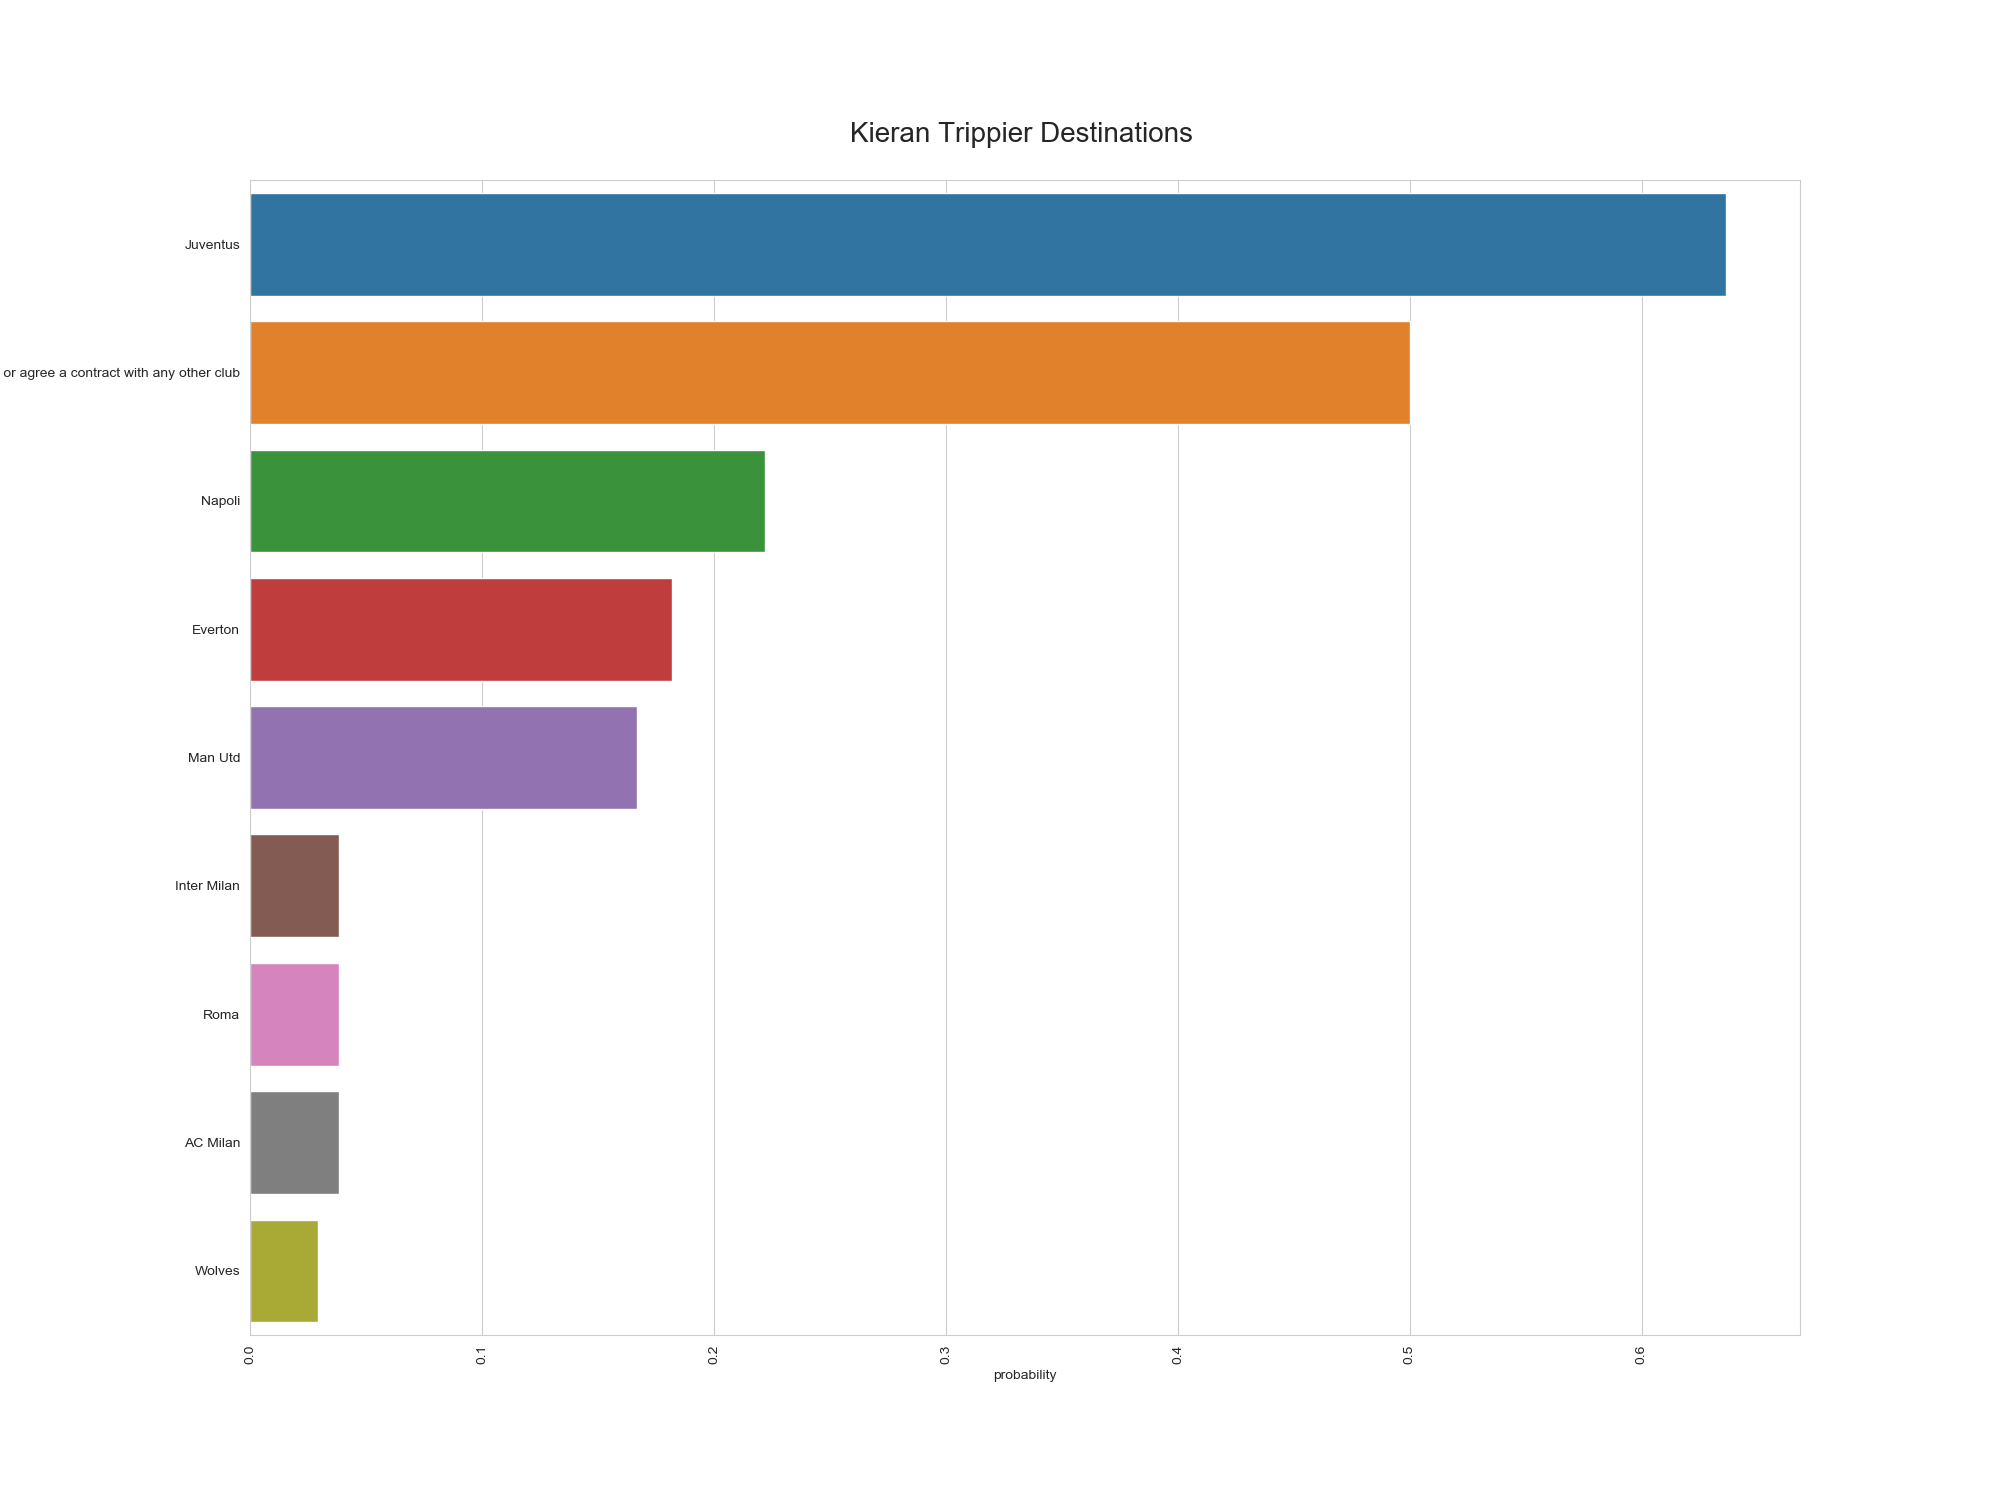 Kieran Trippier Destinations
Juventus
or agree a contract with any other club
Napoli
Everton
Man Utd
Inter Milan
Roma
AC Milan
Wolves
0.0 0.1 0.2 0.3 0.4 0.5 0.6
probability